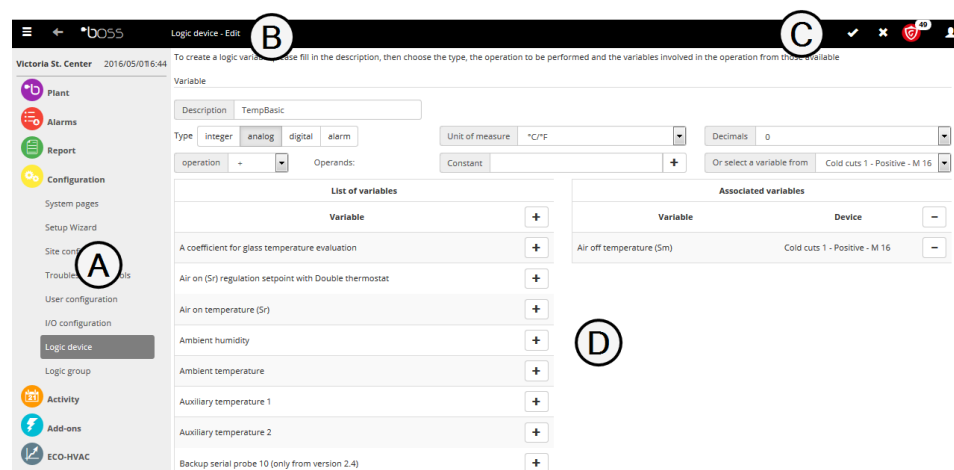 boss
Logic device - Edit
B
C
49
Victoria St. Center 2016/05/016:44
To create a logic variable, please fill in the description, then choose the type, the operation to be performed and the variables involved in the operation from those available
Variable
Plant
Description TempBasic
Alarms
Type integer analog digital alarm Unit of measure °C/°F Decimals 0
Report
operation + Operands: Constant + Or select a variable from Cold cuts 1 - Positive - M 16
Configuration
List of variables Associated variables
System pages
Variable + Variable Device -
Setup Wizard
A coefficient for glass temperature evaluation + Air off temperature (Sm) Cold cuts 1 - Positive - M 16 -
Site
A
Air on (Sr) regulation setpoint with Double thermostat +
User configuration
Air on temperature (Sr) +
I/O configuration
Ambient humidity +
D
Logic device
Logic group
Ambient temperature +
Activity
Auxiliary temperature 1 +
Add-ons
Auxiliary temperature 2 +
ECO-HVAC
Backup serial probe 10 (only from version 2.4) +